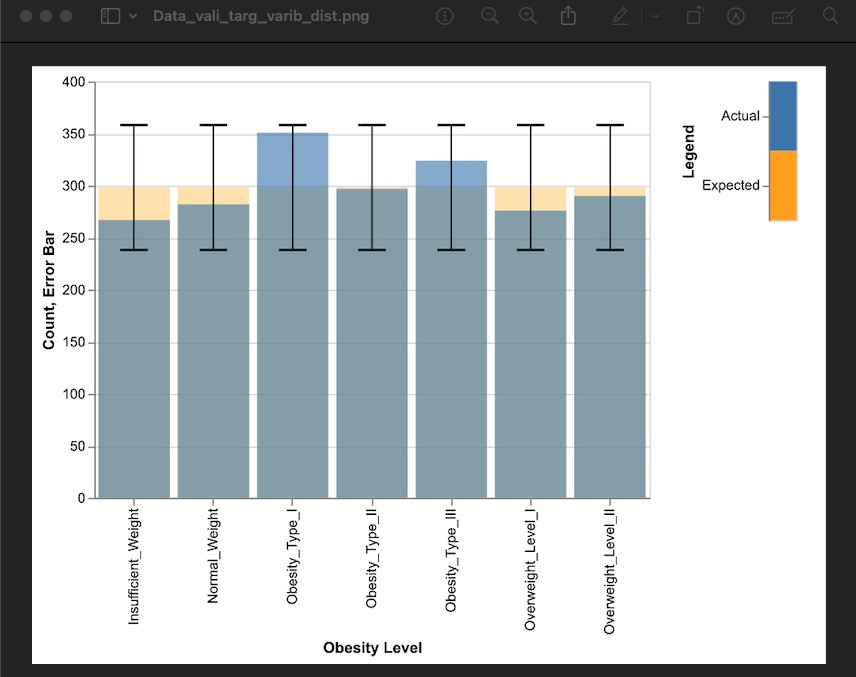 Data_vali_targ_varib_dist.png
400
350
300
250
200
150
100
50
0
Count, Error Bar
Insufficient_Weight
Normal_Weight
Obesity_Type_I
Obesity_Type_II
Obesity_Type_III
Overweight_Level_I
Overweight_Level_II
Obesity Level
Legend
Actual
Expected